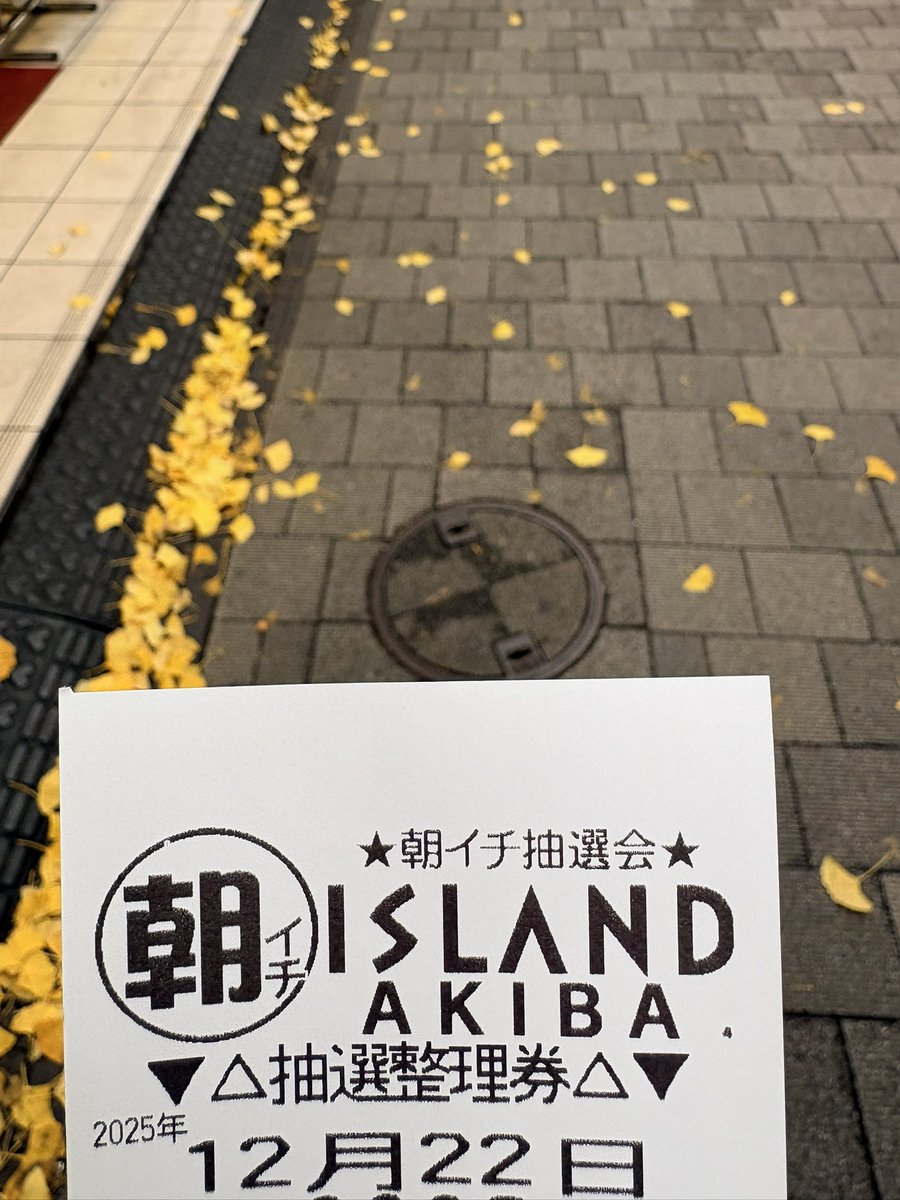 ★朝イチ抽選会★
朝イチ
ISLAND
AKIBA
▼△抽選整理券△▼
2025年
12月22日